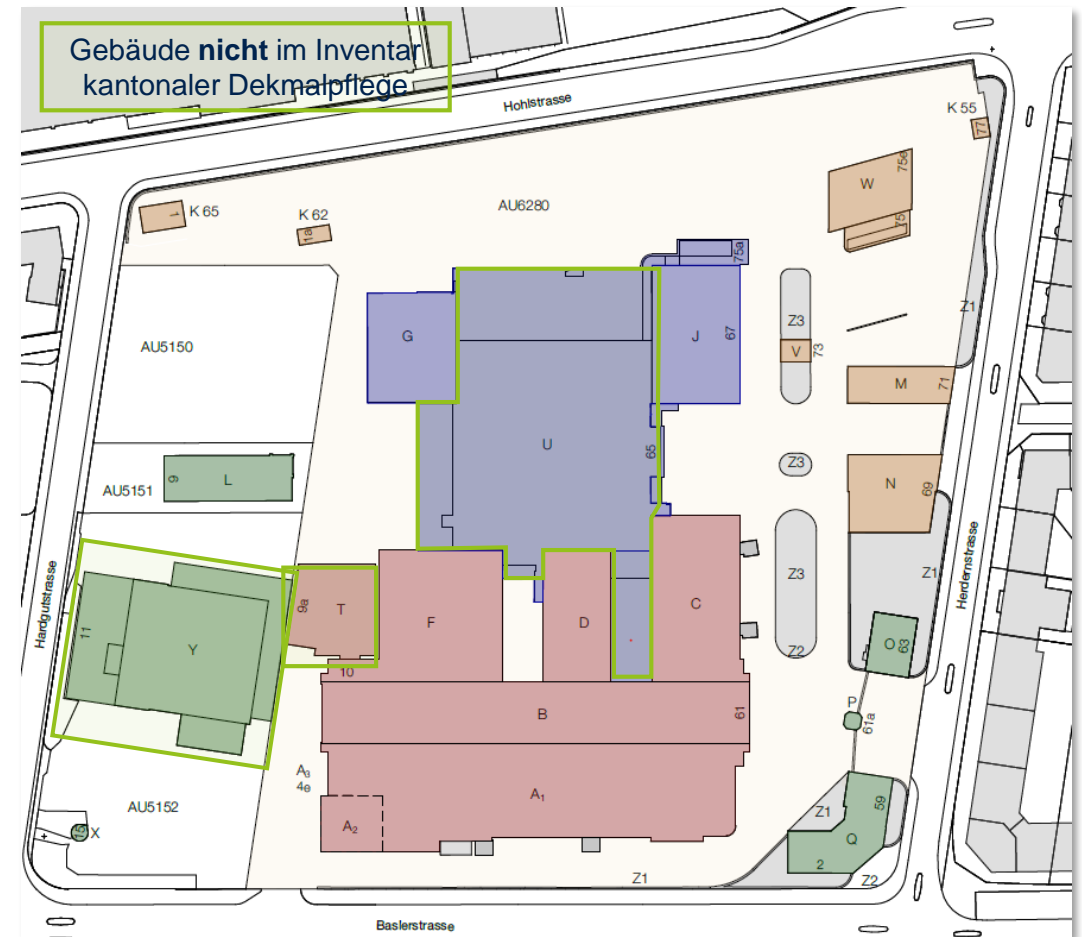 Gebäude nicht im Inventar
kantonaler Dekmalpflege
Hohlstrasse
K 55
77
W
75e
75
K 65
1
K 62
1a
AU6280
75a
Z1
G
J
67
Z3
V
73
AU5150
M
71
U
65
Z3
N
69
L
9
AU5151
Z3
Z1
Hardgutstrasse
Herdernstrasse
11
Y
9a
T
F
D
C
O
63
Z2
10
P
61a
B
61
A3
4e
A1
59
AU5152
Z1
A2
Q
15
X
2
Z1
Z2
Baslerstrasse